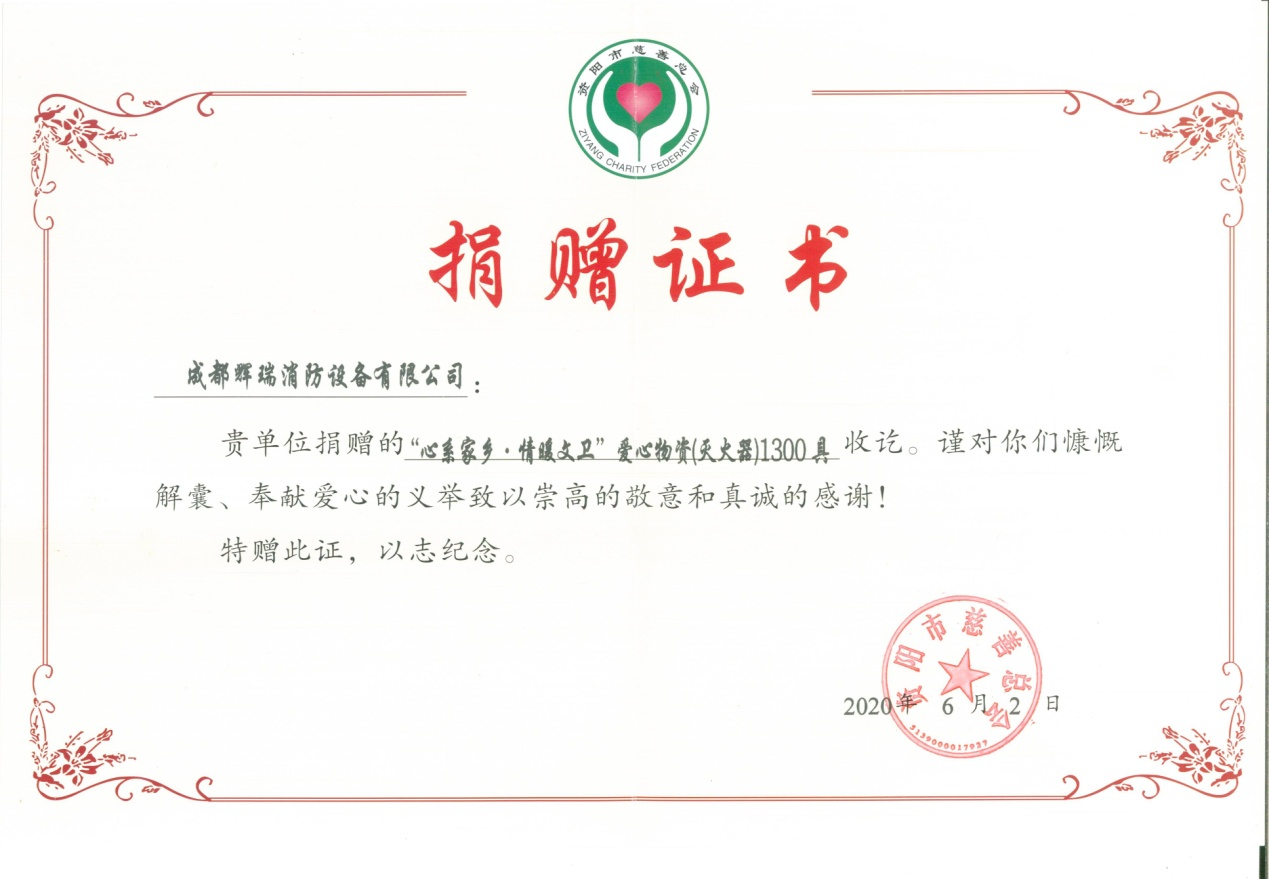 资阳市慈善总会
ZIYANG CHARITY FEDERATION
捐赠证书
成都辉瑞消防设备有限公司：
贵单位捐赠的“心系家乡·情暖文卫”爱心物资(灭火器)1300具收讫。谨对你们慷慨
解囊、奉献爱心的义举致以崇高的敬意和真诚的感谢！
特赠此证，以志纪念。
资阳市慈善总会
2020年 6月 2 日
5139000017937